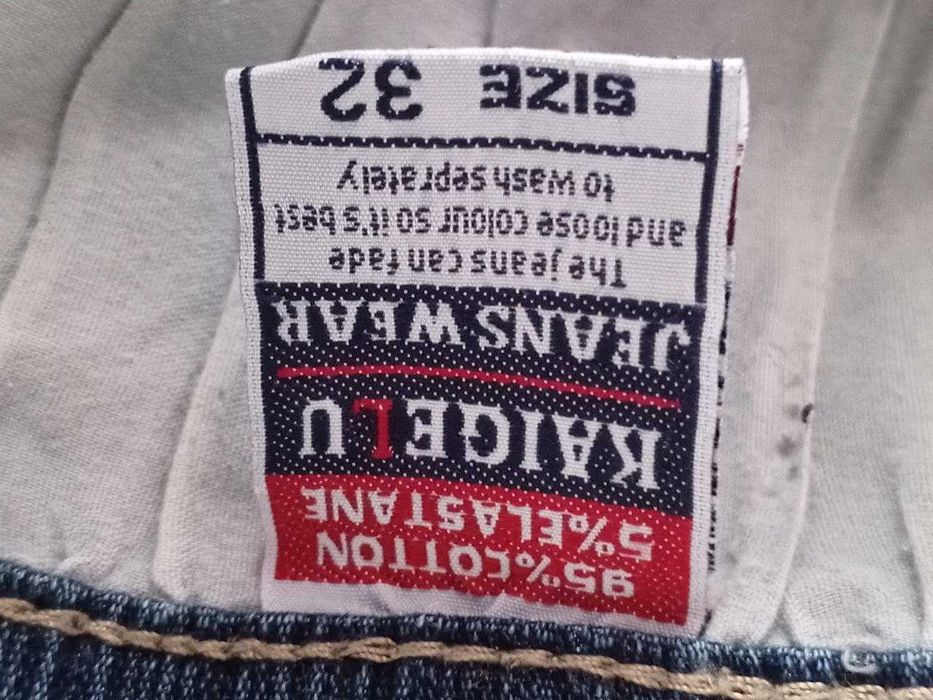 95% COTTON
5% ELASTANE
KAIGELU
JEANS WEAR
The jeans can fade
and loose colour so it's best
to wash seprately
SIZE 32